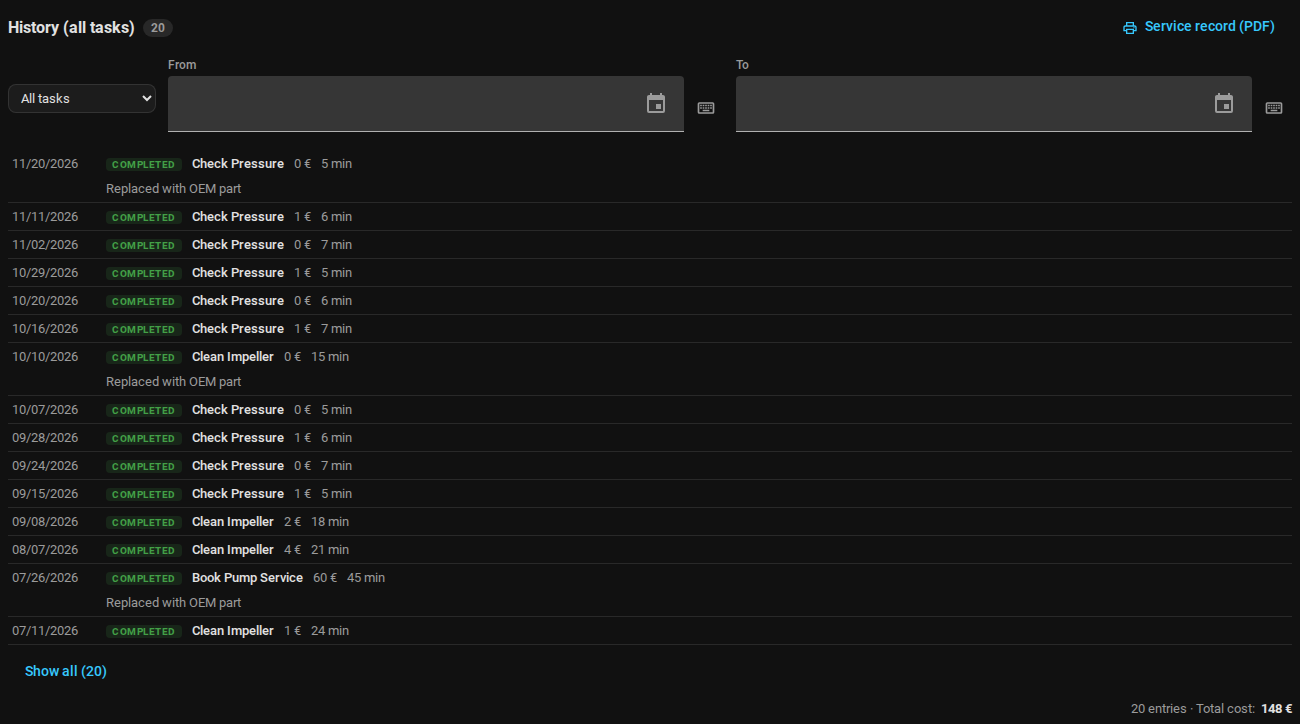 History (all tasks) 20
Service record (PDF)
From
To
All tasks
11/20/2026 COMPLETED Check Pressure 0 € 5 min
Replaced with OEM part
11/11/2026 COMPLETED Check Pressure 1 € 6 min
11/02/2026 COMPLETED Check Pressure 0 € 7 min
10/29/2026 COMPLETED Check Pressure 1 € 5 min
10/20/2026 COMPLETED Check Pressure 0 € 6 min
10/16/2026 COMPLETED Check Pressure 1 € 7 min
10/10/2026 COMPLETED Clean Impeller 0 € 15 min
Replaced with OEM part
10/07/2026 COMPLETED Check Pressure 0 € 5 min
09/28/2026 COMPLETED Check Pressure 1 € 6 min
09/24/2026 COMPLETED Check Pressure 0 € 7 min
09/15/2026 COMPLETED Check Pressure 1 € 5 min
09/08/2026 COMPLETED Clean Impeller 2 € 18 min
08/07/2026 COMPLETED Clean Impeller 4 € 21 min
07/26/2026 COMPLETED Book Pump Service 60 € 45 min
Replaced with OEM part
07/11/2026 COMPLETED Clean Impeller 1 € 24 min
Show all (20)
20 entries · Total cost: 148 €